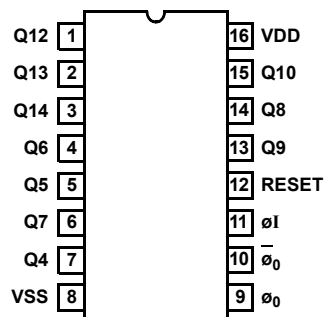 Q12 1 16 VDD
Q13 2 15 Q10
Q14 3 14 Q8
Q6 4 13 Q9
Q5 5 12 RESET
Q7 6 11 øI
Q4 7 10 ø̅₀
VSS 8 9 ø₀